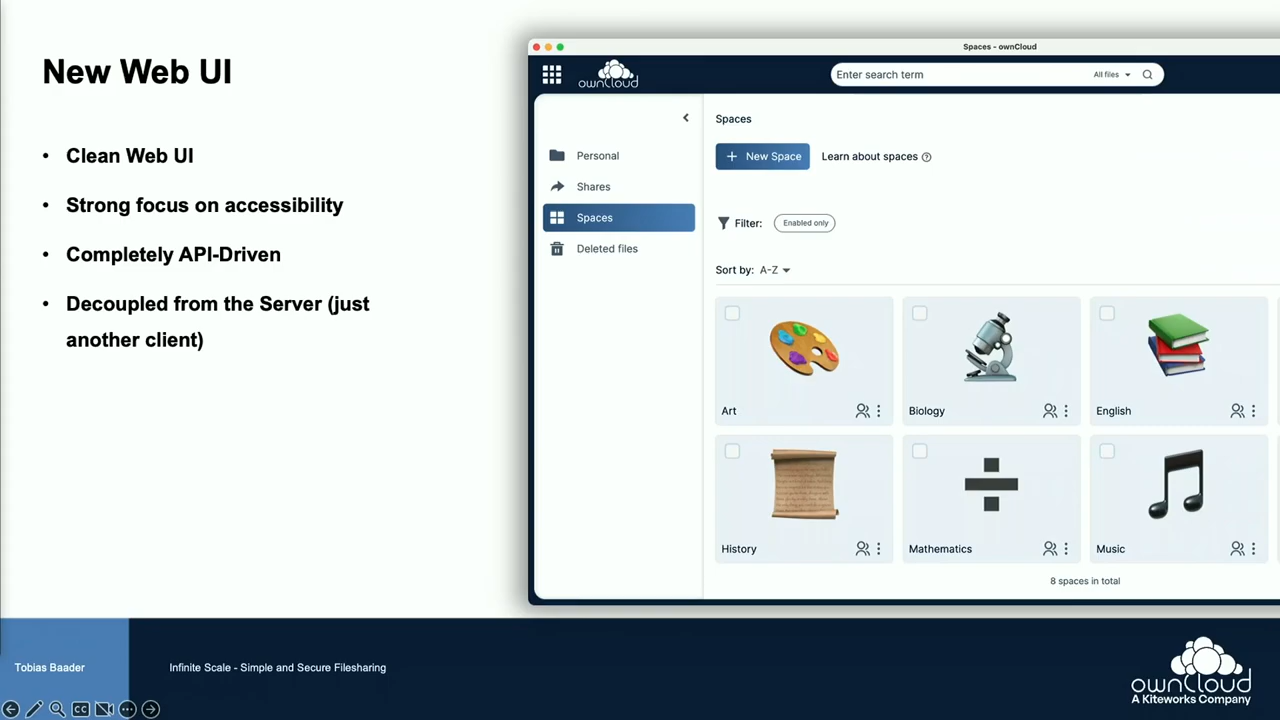 New Web UI
• Clean Web UI
• Strong focus on accessibility
• Completely API-Driven
• Decoupled from the Server (just
another client)
Spaces - ownCloud
ownCloud
Enter search term
All files
Personal
Shares
Spaces
Deleted files
Spaces
+ New Space
Learn about spaces
Filter:
Enabled only
Sort by: A-Z
Art
Biology
English
History
Mathematics
Music
8 spaces in total
Tobias Baader
Infinite Scale - Simple and Secure Filesharing
ownCloud
A Kiteworks Company
CC